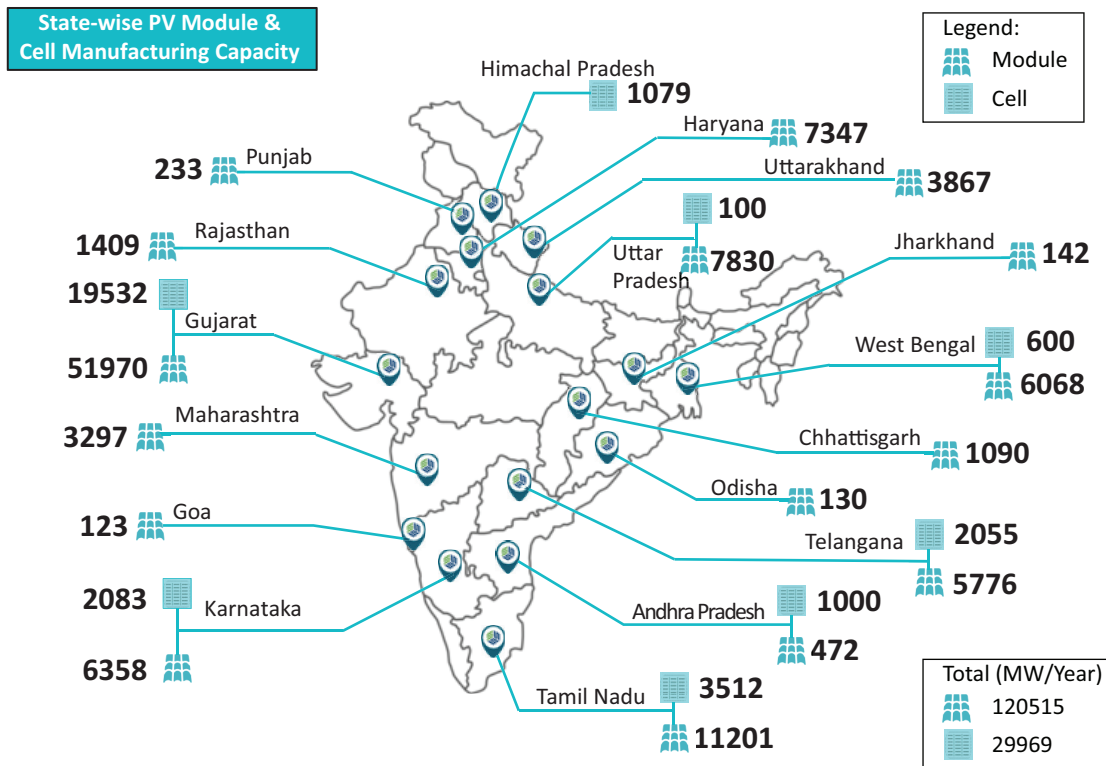 State-wise PV Module &
Cell Manufacturing Capacity
Legend:
Module
Cell
Himachal Pradesh
1079
Haryana
7347
Punjab
233
Uttarakhand
3867
Rajasthan
1409
100
Uttar
Pradesh
7830
Jharkhand
142
19532
Gujarat
51970
West Bengal
600
6068
Maharashtra
3297
Chhattisgarh
1090
Odisha
130
Goa
123
Telangana
2055
5776
2083
Karnataka
6358
Andhra Pradesh
1000
472
Tamil Nadu
3512
11201
Total (MW/Year)
120515
29969